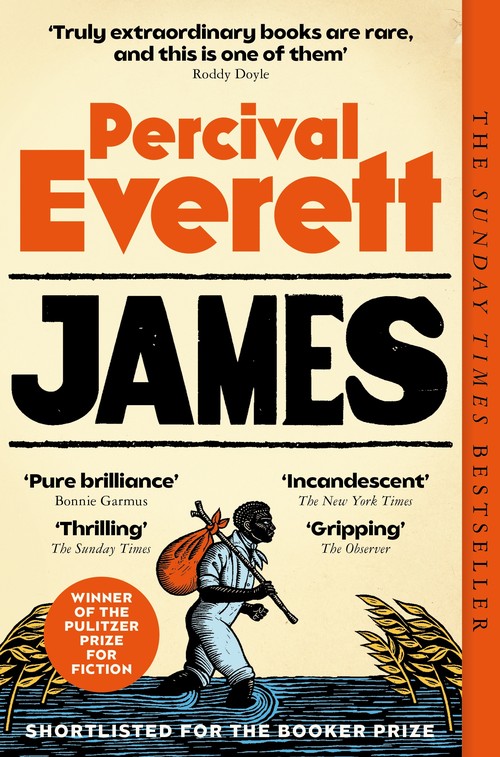 ‘Truly extraordinary books are rare,
and this is one of them’
Roddy Doyle
Percival
Everett
JAMES
‘Pure brilliance’
Bonnie Garmus
‘Incandescent’
The New York Times
‘Thrilling’
The Sunday Times
‘Gripping’
The Observer
WINNER
OF THE
PULITZER
PRIZE
FOR
FICTION
SHORTLISTED FOR THE BOOKER PRIZE
THE SUNDAY TIMES BESTSELLER